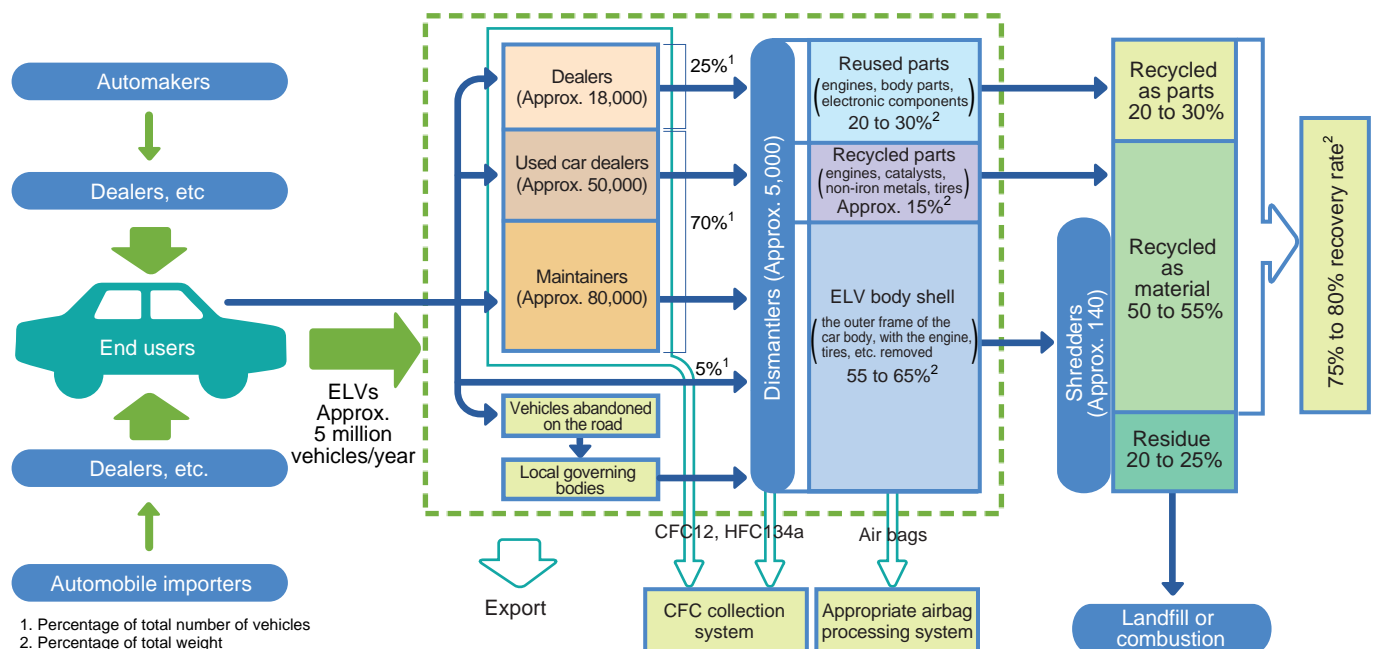 Automakers
Dealers, etc
End users
Dealers, etc.
Automobile importers
1. Percentage of total number of vehicles
2. Percentage of total weight
ELVs
Approx.
5 million
vehicles/year
Dealers
(Approx. 18,000)
Used car dealers
(Approx. 50,000)
Maintainers
(Approx. 80,000)
25%1
70%1
5%1
Vehicles abandoned
on the road
Local governing
bodies
Export
Dismantlers (Approx. 5,000)
Reused parts
(engines, body parts,
electronic components)
20 to 30%2
Recycled parts
(engines, catalysts,
non-iron metals, tires)
Approx. 15%2
ELV body shell
(the outer frame of the
car body, with the engine,
tires, etc. removed)
55 to 65%2
CFC12, HFC134a
Air bags
CFC collection
system
Appropriate airbag
processing system
Shredders
(Approx. 140)
Recycled
as parts
20 to 30%
Recycled
as
material
50 to 55%
Residue
20 to 25%
Landfill or
combustion
75% to 80% recovery rate2